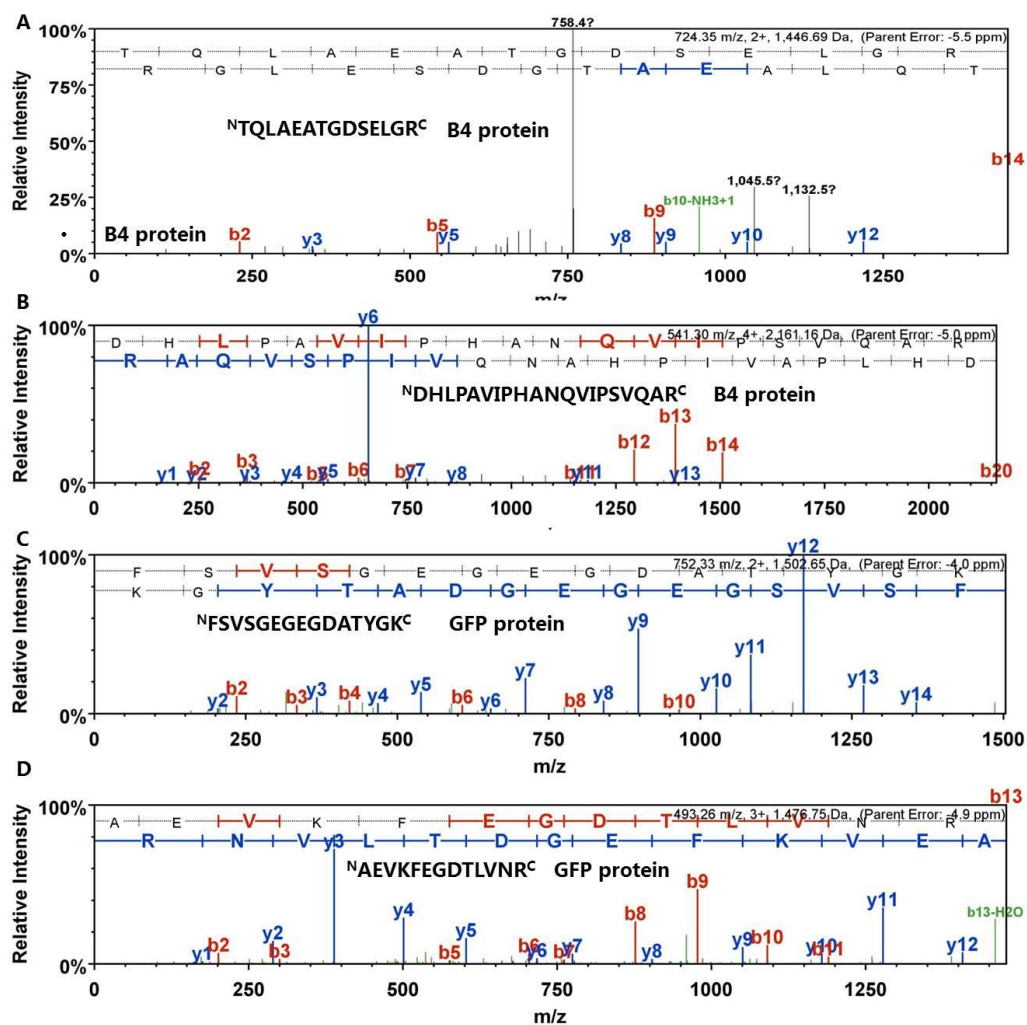 A
758.4?
100%
724.35 m/z, 2+, 1,446.69 Da, (Parent Error: -5.5 ppm)
T Q L A E A T G D S E L G R
R G L E S D G T A E A L Q T
75%
NTQLAEATGDSELGRC B4 protein
50%
b14
25%
1,045.5? 1,132.5?
b10-NH3+1
b9
b5
B4 protein b2 y3 y5 y8 y9 y10 y12
0%
Relative Intensity
0 250 500 750 1000 1250
m/z
B
y6
100%
541.30 m/z, 4+, 2,161.16 Da, (Parent Error: -5.0 ppm)
D H L P A V I P H A N Q V I P S V Q A R
R A Q V S P I V Q N A H P I V A P L H D
NDHLPAVIPHANQVIPSVQARC B4 protein
50%
b12 b13 b14
y1 y2 b2 b3 y3 y4 b5 y5 b6 b7 y7 y8 b11 y11 y13 b20
0%
Relative Intensity
0 250 500 750 1000 1250 1500 1750 2000
C
y12
100%
752.33 m/z, 2+, 1,502.65 Da, (Parent Error: -4.0 ppm)
F S V S G E G E G D A T Y G K
K G Y T A D G E G E G S V S F
NFSVSGEGEGDATYGKC GFP protein
50%
y9
y11
y7
y2 b2 b3 y3 b4 y4 y5 b6 y6 b8 y8 b10 y10 y13 y14
0%
Relative Intensity
0 250 500 750 1000 1250 1500
m/z
D
b13
100%
493.26 m/z, 3+, 1,476.75 Da, (Parent Error: -4.9 ppm)
A E V K F E G D T L V N R
R N V L T D G E F K V E A
y3
NAEVKFEGDTLVNRC GFP protein
50%
b9
y4 b8 y11
b13-H2O
y1 b2 y2 b3 b5 y5 b6 y6 b7 y7 y8 y9 b10 y10 b11 y12
0%
Relative Intensity
0 250 500 750 1000 1250
m/z